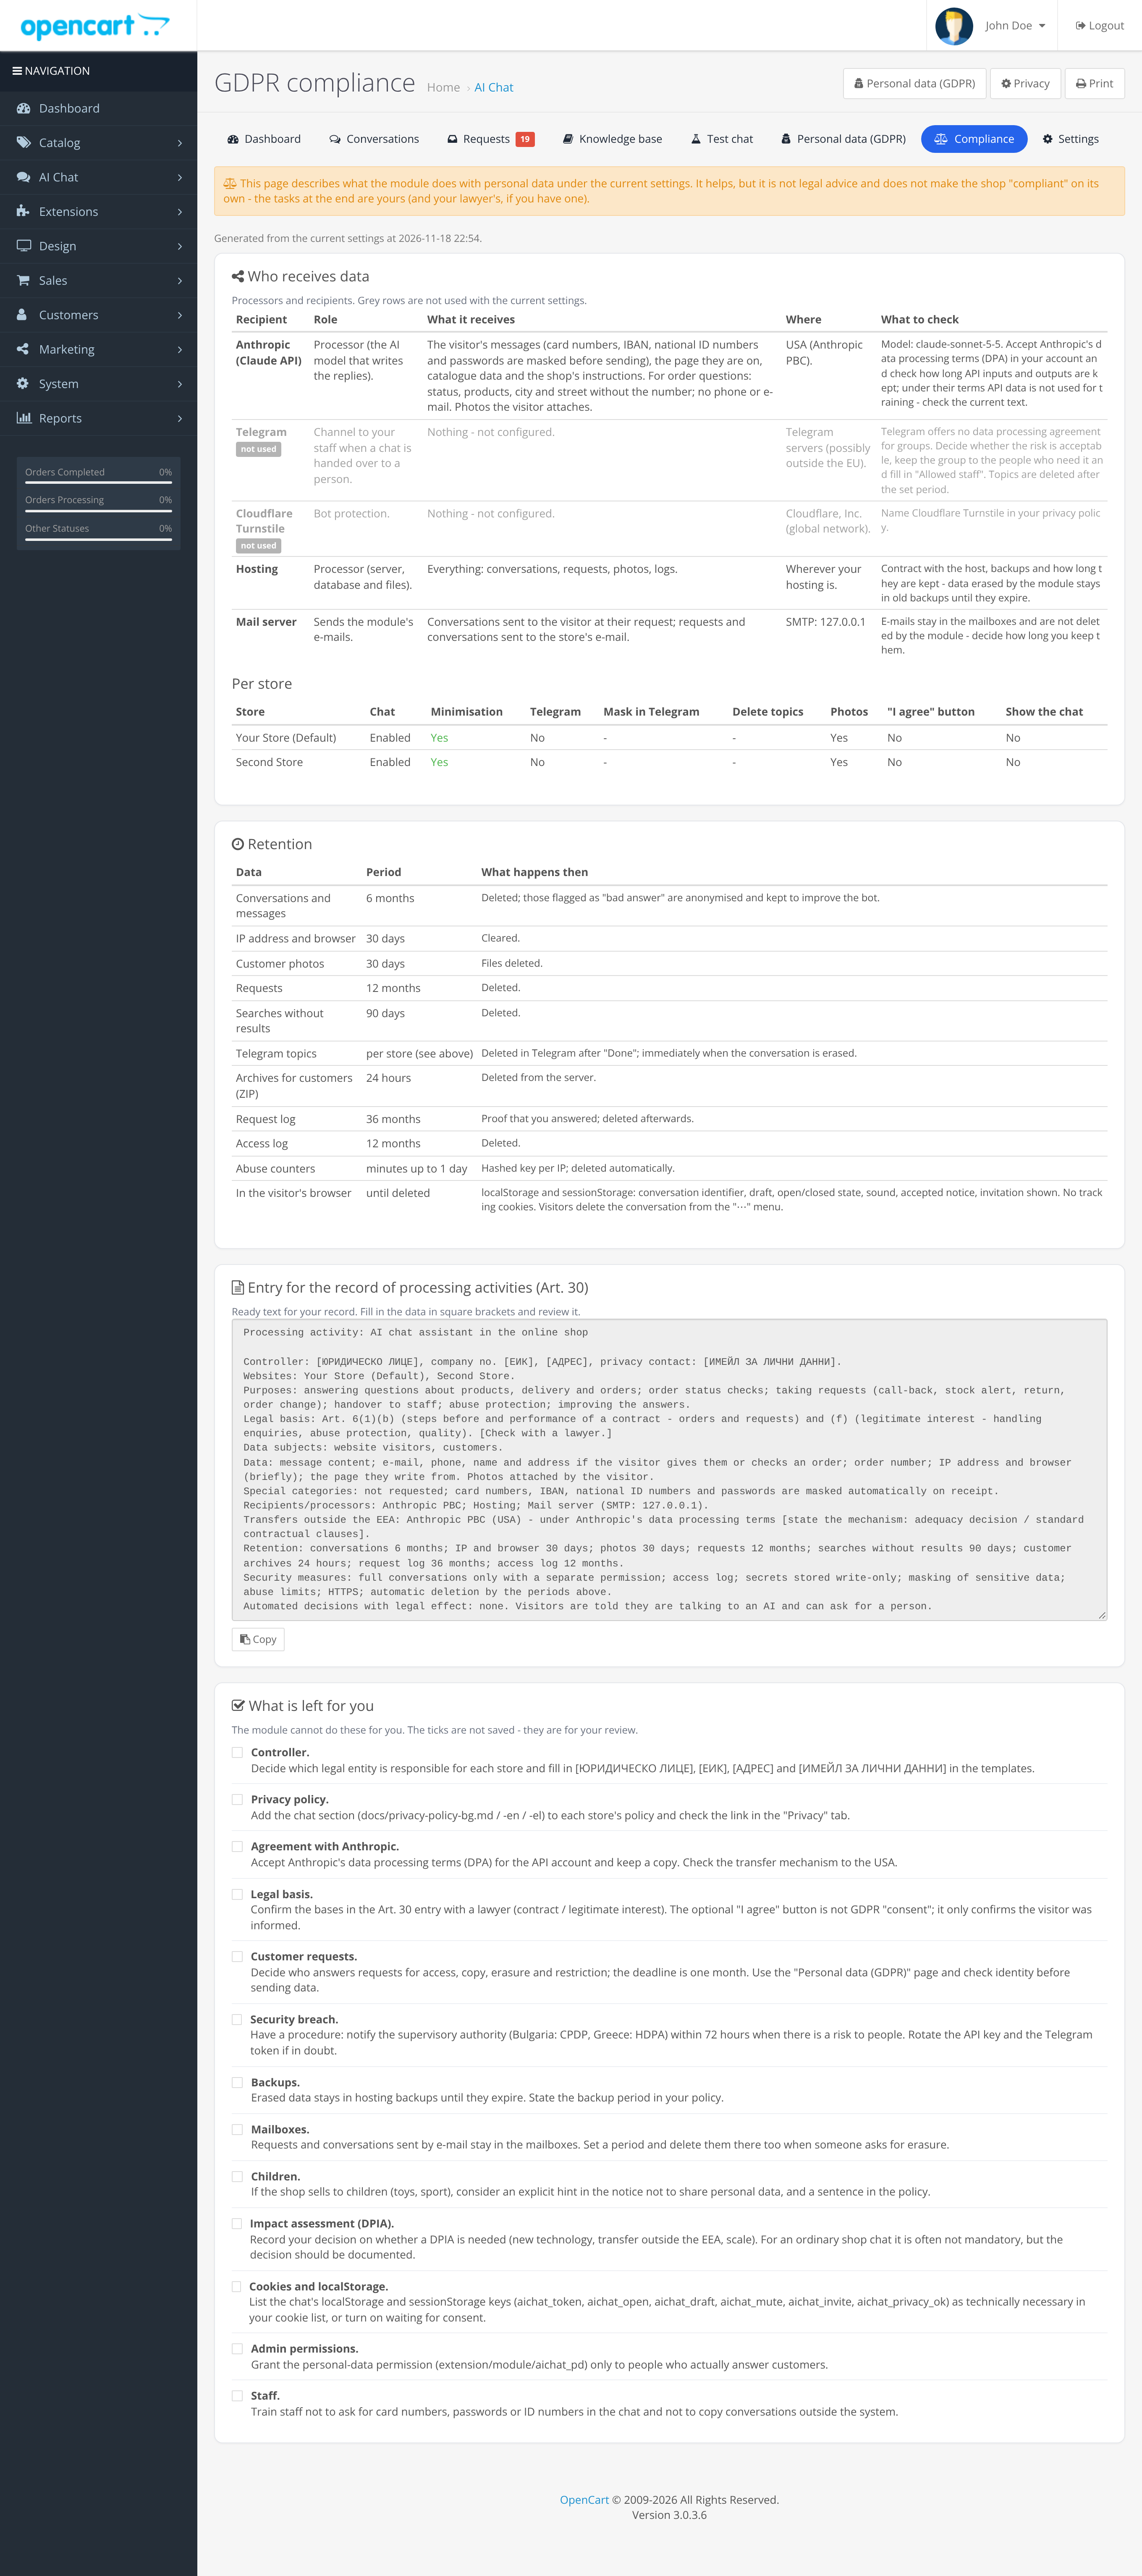 opencart
John Doe
Logout
NAVIGATION
Dashboard
Catalog
AI Chat
Extensions
Design
Sales
Customers
Marketing
System
Reports
Orders Completed 0%
Orders Processing 0%
Other Statuses 0%
GDPR compliance
Home › AI Chat
Personal data (GDPR)
Privacy
Print
Dashboard
Conversations
Requests 19
Knowledge base
Test chat
Personal data (GDPR)
Compliance
Settings
This page describes what the module does with personal data under the current settings. It helps, but it is not legal advice and does not make the shop "compliant" on its
own - the tasks at the end are yours (and your lawyer's, if you have one).
Generated from the current settings at 2026-11-18 22:54.
Who receives data
Processors and recipients. Grey rows are not used with the current settings.
Recipient Role What it receives Where What to check
Anthropic
(Claude API)
Processor (the AI
model that writes
the replies).
The visitor's messages (card numbers, IBAN, national ID numbers
and passwords are masked before sending), the page they are on,
catalogue data and the shop's instructions. For order questions:
status, products, city and street without the number; no phone or e-
mail. Photos the visitor attaches.
USA (Anthropic
PBC).
Model: claude-sonnet-5-5. Accept Anthropic's d
ata processing terms (DPA) in your account an
d check how long API inputs and outputs are k
ept; under their terms API data is not used for t
raining - check the current text.
Telegram
not used
Channel to your
staff when a chat is
handed over to a
person.
Nothing - not configured.
Telegram
servers (possibly
outside the EU).
Telegram offers no data processing agreement
for groups. Decide whether the risk is acceptab
le, keep the group to the people who need it an
d fill in "Allowed staff". Topics are deleted after
the set period.
Cloudflare
Turnstile
not used
Bot protection.
Nothing - not configured.
Cloudflare, Inc.
(global network).
Name Cloudflare Turnstile in your privacy polic
y.
Hosting
Processor (server,
database and files).
Everything: conversations, requests, photos, logs.
Wherever your
hosting is.
Contract with the host, backups and how long t
hey are kept - data erased by the module stays
in old backups until they expire.
Mail server
Sends the module's
e-mails.
Conversations sent to the visitor at their request; requests and
conversations sent to the store's e-mail.
SMTP: 127.0.0.1
E-mails stay in the mailboxes and are not delet
ed by the module - decide how long you keep t
hem.
Per store
Store Chat Minimisation Telegram Mask in Telegram Delete topics Photos "I agree" button Show the chat
Your Store (Default) Enabled Yes No - - Yes No No
Second Store Enabled Yes No - - Yes No No
Retention
Data Period What happens then
Conversations and
messages
6 months
Deleted; those flagged as "bad answer" are anonymised and kept to improve the bot.
IP address and browser 30 days Cleared.
Customer photos 30 days Files deleted.
Requests 12 months Deleted.
Searches without
results
90 days
Deleted.
Telegram topics per store (see above) Deleted in Telegram after "Done"; immediately when the conversation is erased.
Archives for customers
(ZIP)
24 hours
Deleted from the server.
Request log 36 months Proof that you answered; deleted afterwards.
Access log 12 months Deleted.
Abuse counters minutes up to 1 day Hashed key per IP; deleted automatically.
In the visitor's browser until deleted localStorage and sessionStorage: conversation identifier, draft, open/closed state, sound, accepted notice, invitation shown. No track
ing cookies. Visitors delete the conversation from the "···" menu.
Entry for the record of processing activities (Art. 30)
Ready text for your record. Fill in the data in square brackets and review it.
Processing activity: AI chat assistant in the online shop
Controller: [ЮРИДИЧЕСКО ЛИЦЕ], company no. [ЕИК], [АДРЕС], privacy contact: [ИМЕЙЛ ЗА ЛИЧНИ ДАННИ].
Websites: Your Store (Default), Second Store.
Purposes: answering questions about products, delivery and orders; order status checks; taking requests (call-back, stock alert, return,
order change); handover to staff; abuse protection; improving the answers.
Legal basis: Art. 6(1)(b) (steps before and performance of a contract - orders and requests) and (f) (legitimate interest - handling
enquiries, abuse protection, quality). [Check with a lawyer.]
Data subjects: website visitors, customers.
Data: message content; e-mail, phone, name and address if the visitor gives them or checks an order; order number; IP address and browser
(briefly); the page they write from. Photos attached by the visitor.
Special categories: not requested; card numbers, IBAN, national ID numbers and passwords are masked automatically on receipt.
Recipients/processors: Anthropic PBC; Hosting; Mail server (SMTP: 127.0.0.1).
Transfers outside the EEA: Anthropic PBC (USA) - under Anthropic's data processing terms [state the mechanism: adequacy decision / standard
contractual clauses].
Retention: conversations 6 months; IP and browser 30 days; photos 30 days; requests 12 months; searches without results 90 days; customer
archives 24 hours; request log 36 months; access log 12 months.
Security measures: full conversations only with a separate permission; access log; secrets stored write-only; masking of sensitive data;
abuse limits; HTTPS; automatic deletion by the periods above.
Automated decisions with legal effect: none. Visitors are told they are talking to an AI and can ask for a person.
Copy
What is left for you
The module cannot do these for you. The ticks are not saved - they are for your review.
Controller.
Decide which legal entity is responsible for each store and fill in [ЮРИДИЧЕСКО ЛИЦЕ], [ЕИК], [АДРЕС] and [ИМЕЙЛ ЗА ЛИЧНИ ДАННИ] in the templates.
Privacy policy.
Add the chat section (docs/privacy-policy-bg.md / -en / -el) to each store's policy and check the link in the "Privacy" tab.
Agreement with Anthropic.
Accept Anthropic's data processing terms (DPA) for the API account and keep a copy. Check the transfer mechanism to the USA.
Legal basis.
Confirm the bases in the Art. 30 entry with a lawyer (contract / legitimate interest). The optional "I agree" button is not GDPR "consent"; it only confirms the visitor was
informed.
Customer requests.
Decide who answers requests for access, copy, erasure and restriction; the deadline is one month. Use the "Personal data (GDPR)" page and check identity before
sending data.
Security breach.
Have a procedure: notify the supervisory authority (Bulgaria: CPDP, Greece: HDPA) within 72 hours when there is a risk to people. Rotate the API key and the Telegram
token if in doubt.
Backups.
Erased data stays in hosting backups until they expire. State the backup period in your policy.
Mailboxes.
Requests and conversations sent by e-mail stay in the mailboxes. Set a period and delete them there too when someone asks for erasure.
Children.
If the shop sells to children (toys, sport), consider an explicit hint in the notice not to share personal data, and a sentence in the policy.
Impact assessment (DPIA).
Record your decision on whether a DPIA is needed (new technology, transfer outside the EEA, scale). For an ordinary shop chat it is often not mandatory, but the
decision should be documented.
Cookies and localStorage.
List the chat's localStorage and sessionStorage keys (aichat_token, aichat_open, aichat_draft, aichat_mute, aichat_invite, aichat_privacy_ok) as technically necessary in
your cookie list, or turn on waiting for consent.
Admin permissions.
Grant the personal-data permission (extension/module/aichat_pd) only to people who actually answer customers.
Staff.
Train staff not to ask for card numbers, passwords or ID numbers in the chat and not to copy conversations outside the system.
OpenCart © 2009-2026 All Rights Reserved.
Version 3.0.3.6